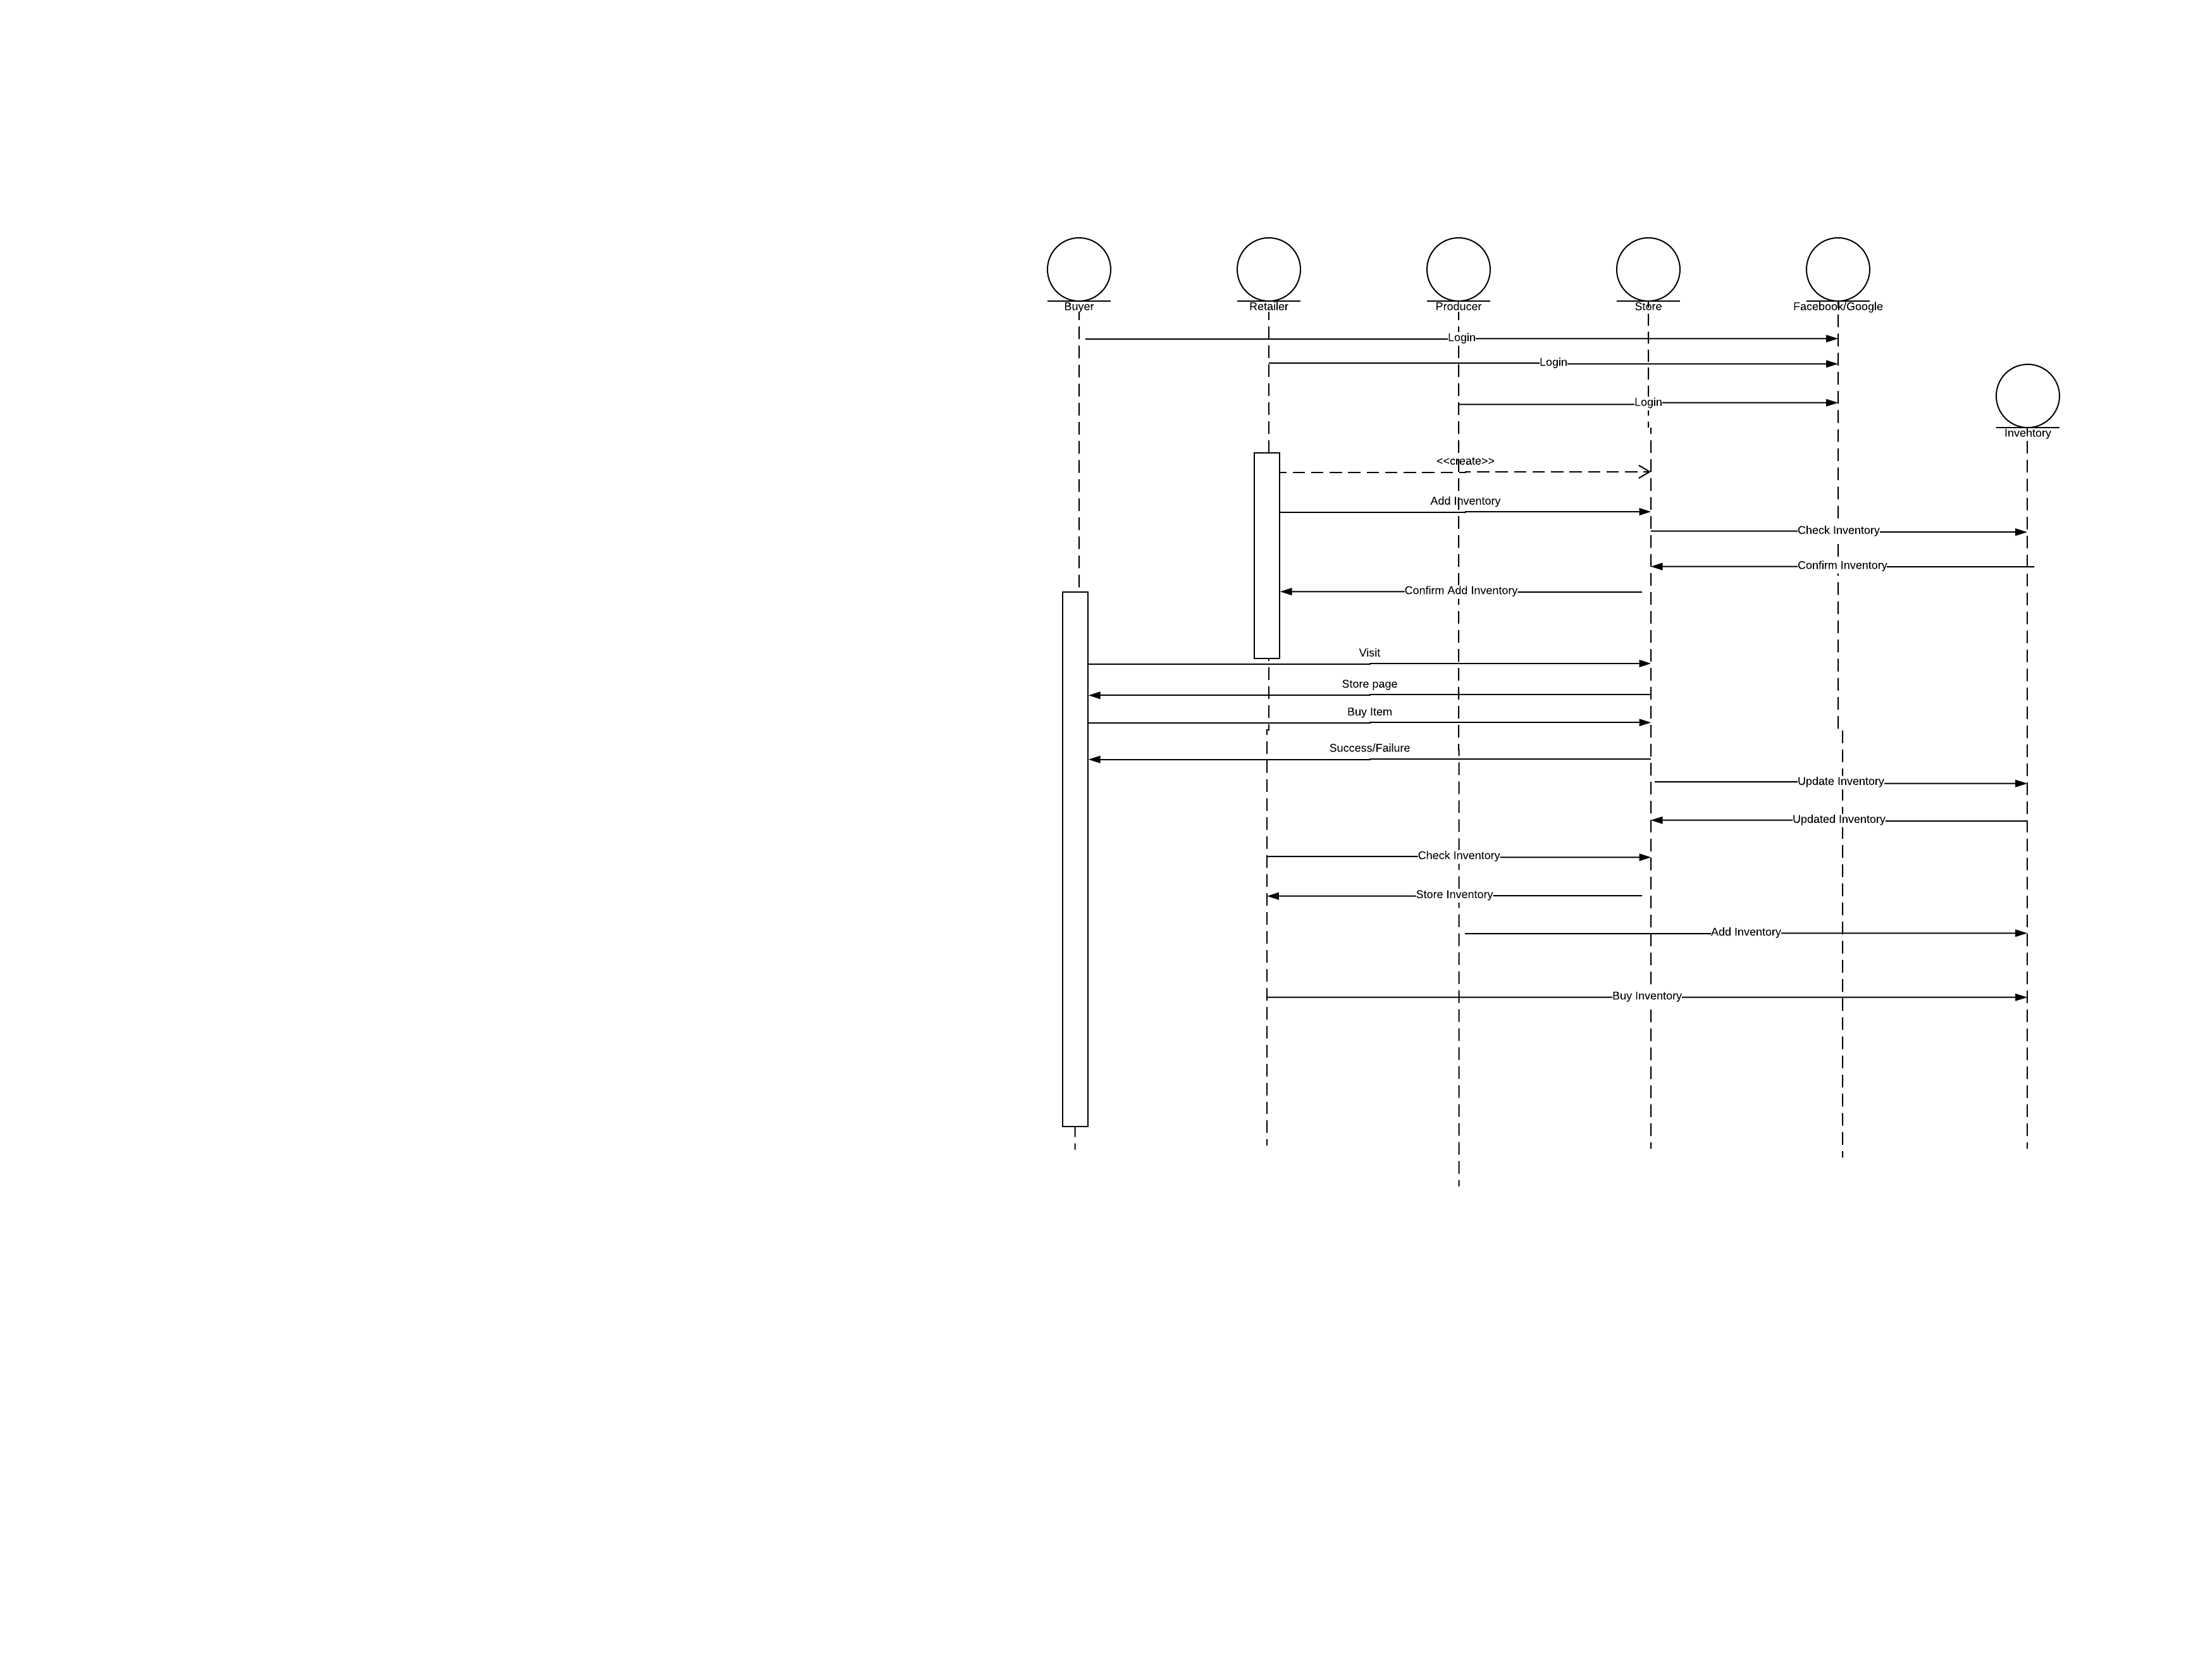 Buyer
Retailer
Producer
Store
Facebook/Google
Login
Login
Login
Inventory
<<create>>
Add Inventory
Check Inventory
Confirm Inventory
Confirm Add Inventory
Visit
Store page
Buy Item
Success/Failure
Update Inventory
Updated Inventory
Check Inventory
Store Inventory
Add Inventory
Buy Inventory